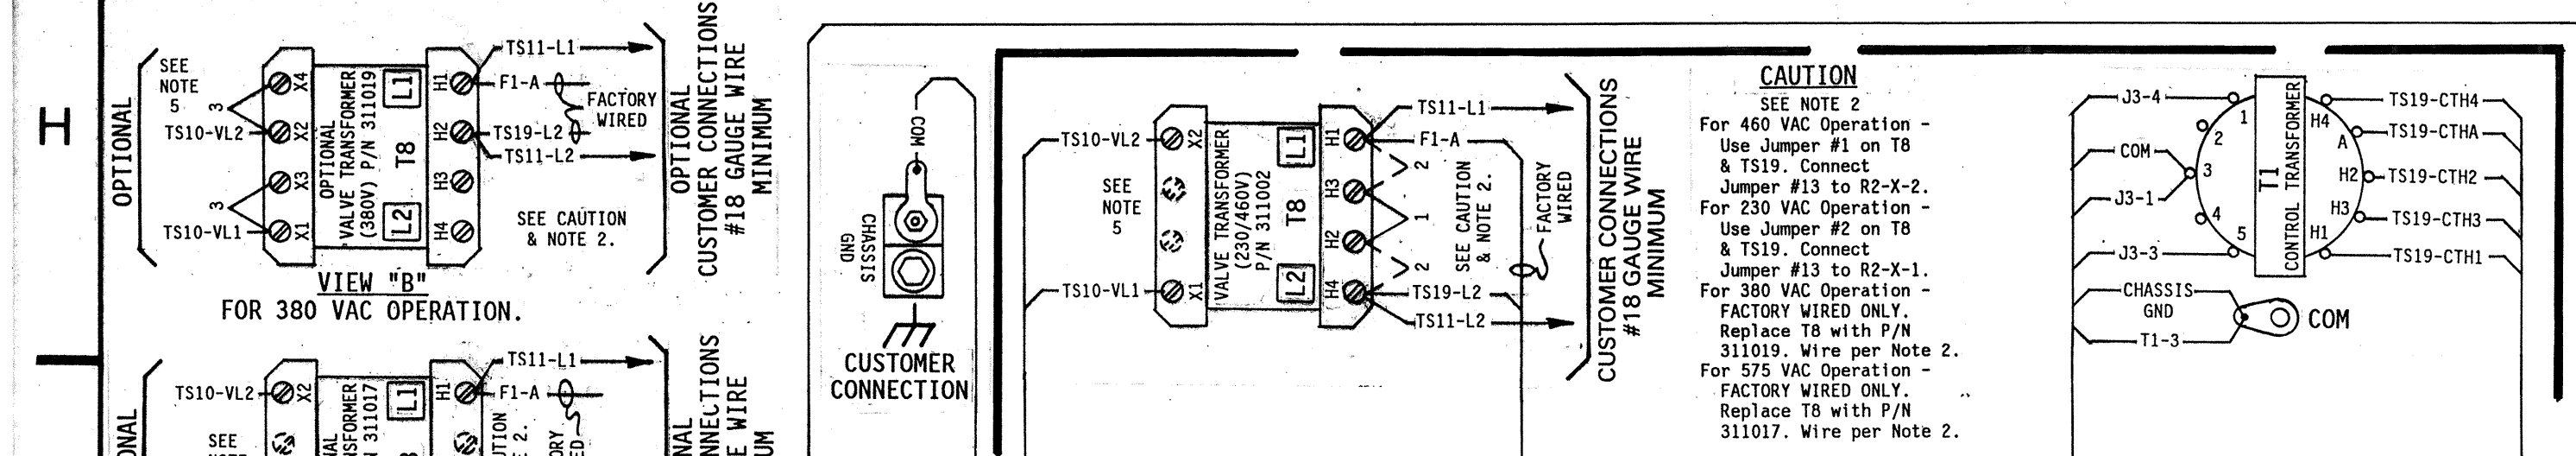 H
OPTIONAL
SEE
NOTE
5
3
TS10-VL2
3
TS10-VL1
X4
X2
X3
X1
OPTIONAL
VALVE TRANSFORMER
(380V) P/N 311019
T8
L1
L2
H1
H2
H3
H4
TS11-L1
F1-A
FACTORY
WIRED
TS19-L2
TS11-L2
SEE CAUTION
& NOTE 2.
OPTIONAL
CUSTOMER CONNECTIONS
#18 GAUGE WIRE
MINIMUM
VIEW "B"
FOR 380 VAC OPERATION.
TS10-VL2
X2
SEE
311017
L1
H1
TS11-L1
F1-A
WIRE
COM
CHASSIS
GND
CUSTOMER
CONNECTION
TS10-VL2
SEE
NOTE
5
TS10-VL1
X2
X1
VALVE TRANSFORMER
(230/460V)
P/N 311002
T8
L1
L2
H1
H3
H2
H4
TS11-L1
F1-A
2
1
2
TS19-L2
TS11-L2
SEE CAUTION
& NOTE 2.
FACTORY
WIRED
CUSTOMER CONNECTIONS
#18 GAUGE WIRE
MINIMUM
CAUTION
SEE NOTE 2
For 460 VAC Operation -
Use Jumper #1 on T8
& TS19. Connect
Jumper #13 to R2-X-2.
For 230 VAC Operation -
Use Jumper #2 on T8
& TS19. Connect
Jumper #13 to R2-X-1.
For 380 VAC Operation -
FACTORY WIRED ONLY.
Replace T8 with P/N
311019. Wire per Note 2.
For 575 VAC Operation -
FACTORY WIRED ONLY.
Replace T8 with P/N
311017. Wire per Note 2.
J3-4
COM
J3-1
J3-3
CHASSIS
GND
T1-3
1
2
3
4
5
T1
CONTROL TRANSFORMER
H4
A
H2
H3
H1
TS19-CTH4
TS19-CTHA
TS19-CTH2
TS19-CTH3
TS19-CTH1
COM